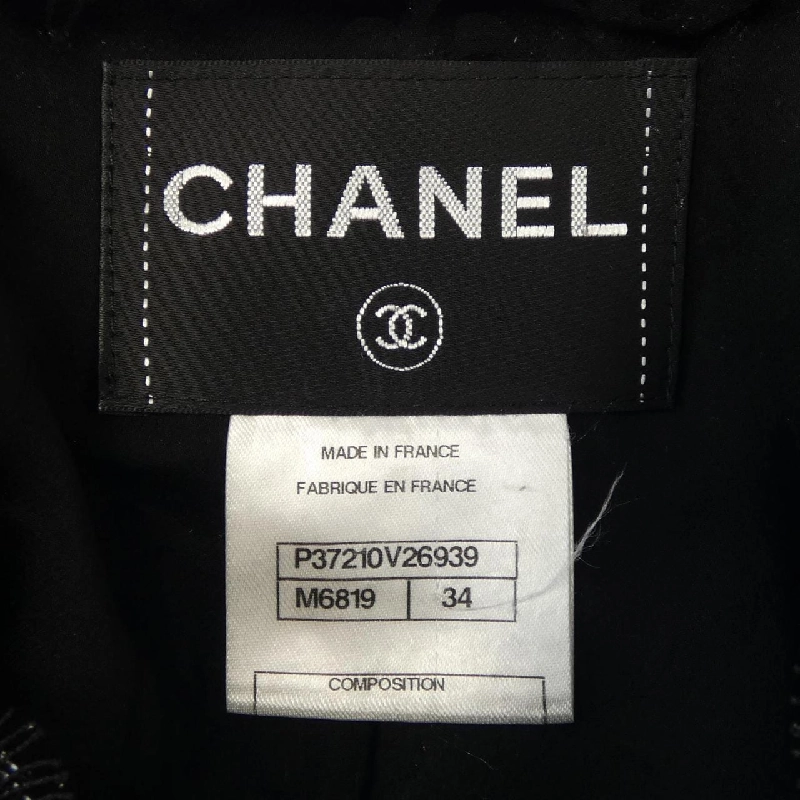 CHANEL
MADE IN FRANCE
FABRIQUE EN FRANCE
P37210V26939
M6819 34
COMPOSITION